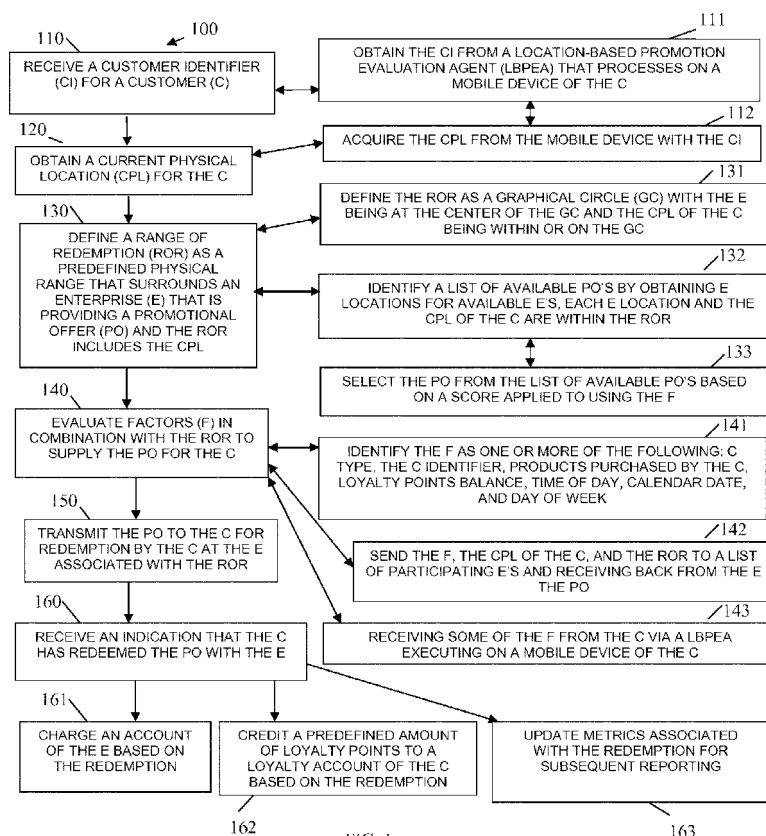 110
100
RECEIVE A CUSTOMER IDENTIFIER
(CI) FOR A CUSTOMER (C)
111
OBTAIN THE CI FROM A LOCATION-BASED PROMOTION
EVALUATION AGENT (LBPEA) THAT PROCESSES ON A
MOBILE DEVICE OF THE C
120
OBTAIN A CURRENT PHYSICAL
LOCATION (CPL) FOR THE C
112
ACQUIRE THE CPL FROM THE MOBILE DEVICE WITH THE CI
130
DEFINE A RANGE OF
REDEMPTION (ROR) AS A
PREDEFINED PHYSICAL
RANGE THAT SURROUNDS AN
ENTERPRISE (E) THAT IS
PROVIDING A PROMOTIONAL
OFFER (PO) AND THE ROR
INCLUDES THE CPL
131
DEFINE THE ROR AS A GRAPHICAL CIRCLE (GC) WITH THE E
BEING AT THE CENTER OF THE GC AND THE CPL OF THE C
BEING WITHIN OR ON THE GC
132
IDENTIFY A LIST OF AVAILABLE PO'S BY OBTAINING E
LOCATIONS FOR AVAILABLE E'S, EACH E LOCATION AND THE
CPL OF THE C ARE WITHIN THE ROR
133
SELECT THE PO FROM THE LIST OF AVAILABLE PO'S BASED
ON A SCORE APPLIED TO USING THE F
140
EVALUATE FACTORS (F) IN
COMBINATION WITH THE ROR TO
SUPPLY THE PO FOR THE C
141
IDENTIFY THE F AS ONE OR MORE OF THE FOLLOWING: C
TYPE, THE C IDENTIFIER, PRODUCTS PURCHASED BY THE C,
LOYALTY POINTS BALANCE, TIME OF DAY, CALENDAR DATE,
AND DAY OF WEEK
150
TRANSMIT THE PO TO THE C FOR
REDEMPTION BY THE C AT THE E
ASSOCIATED WITH THE ROR
142
SEND THE F, THE CPL OF THE C, AND THE ROR TO A LIST
OF PARTICIPATING E'S AND RECEIVING BACK FROM THE E
THE PO
160
RECEIVE AN INDICATION THAT THE C
HAS REDEEMED THE PO WITH THE E
143
RECEIVING SOME OF THE F FROM THE C VIA A LBPEA
EXECUTING ON A MOBILE DEVICE OF THE C
161
CHARGE AN ACCOUNT
OF THE E BASED ON
THE REDEMPTION
CREDIT A PREDEFINED AMOUNT
OF LOYALTY POINTS TO A
LOYALTY ACCOUNT OF THE C
BASED ON THE REDEMPTION
162
UPDATE METRICS ASSOCIATED
WITH THE REDEMPTION FOR
SUBSEQUENT REPORTING
163